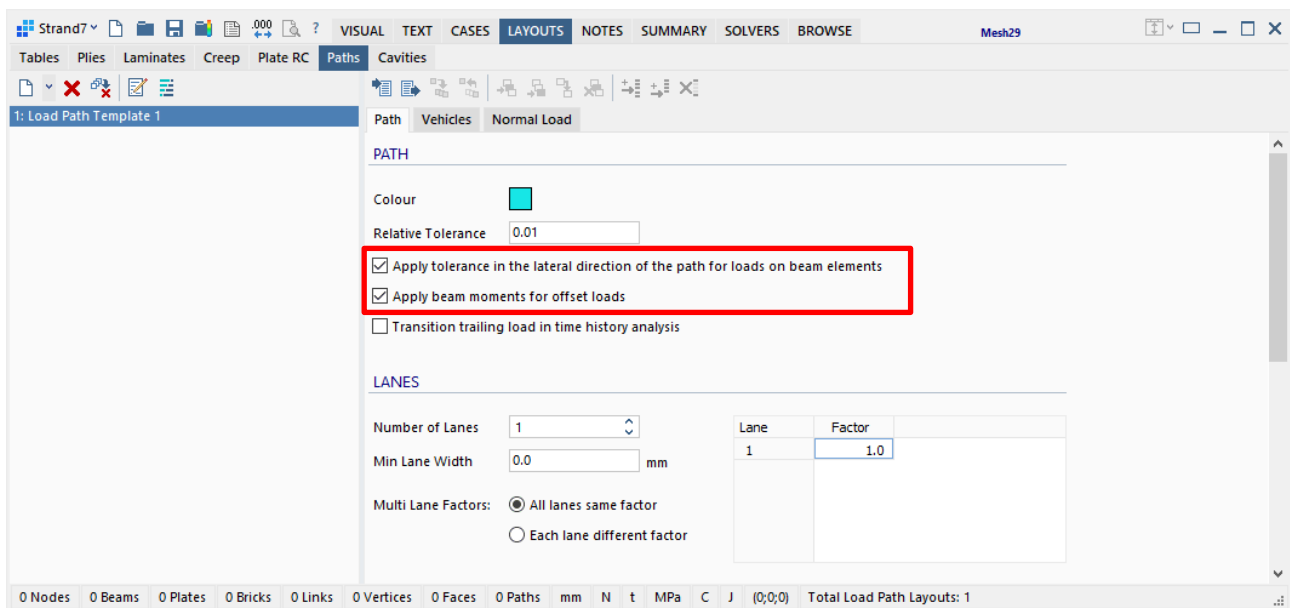 Strand7 .000 ? VISUAL TEXT CASES LAYOUTS NOTES SUMMARY SOLVERS BROWSE Mesh29
Tables Plies Laminates Creep Plate RC Paths Cavities
1: Load Path Template 1
Path Vehicles Normal Load
PATH
Colour
Relative Tolerance 0.01
Apply tolerance in the lateral direction of the path for loads on beam elements
Apply beam moments for offset loads
Transition trailing load in time history analysis
LANES
Number of Lanes 1 Lane Factor
1 1.0
Min Lane Width 0.0 mm
Multi Lane Factors: All lanes same factor
Each lane different factor
0 Nodes 0 Beams 0 Plates 0 Bricks 0 Links 0 Vertices 0 Faces 0 Paths mm N t MPa C J (0;0;0) Total Load Path Layouts: 1